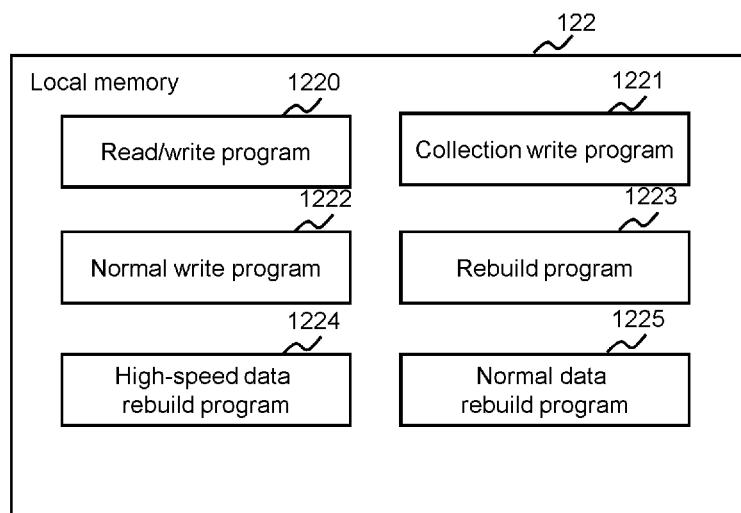 122
Local memory
1220
1221
Read/write program
Collection write program
1222
1223
Normal write program
Rebuild program
1224
1225
High-speed data
rebuild program
Normal data
rebuild program